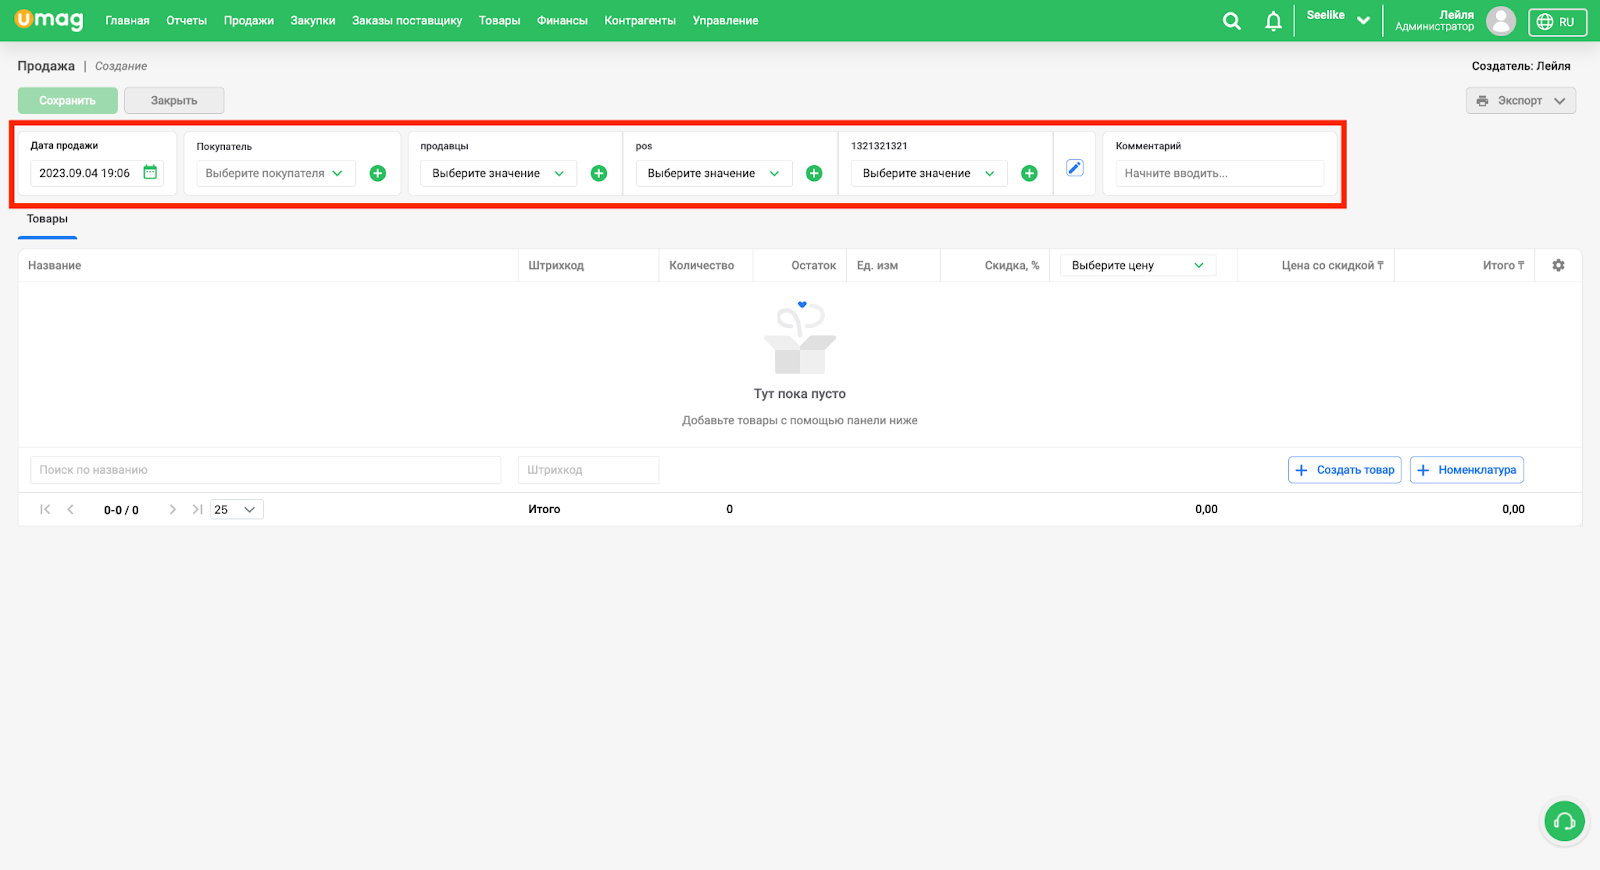 umag Главная Отчеты Продажи Закупки Заказы поставщику Товары Финансы Контрагенты Управление Seelike Лейля RU
Администратор
Продажа | Создание Создатель: Лейля
Сохранить Закрыть Экспорт
Дата продажи Покупатель продавцы pos 1321321321 Комментарий
2023.09.04 19:06 Выберите покупателя Выберите значение Выберите значение Выберите значение Начните вводить...
Товары
Название Штрихкод Количество Остаток Ед. изм Скидка, % Выберите цену Цена со скидкой ₸ Итого ₸
Тут пока пусто
Добавьте товары с помощью панели ниже
Поиск по названию Штрихкод + Создать товар + Номенклатура
0-0 / 0 25 Итого 0 0,00 0,00